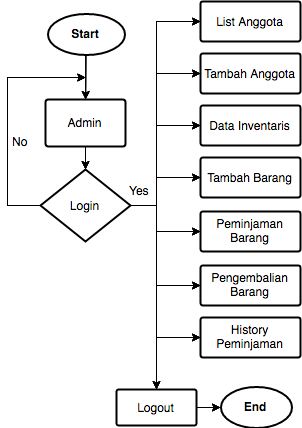 Start
List Anggota
Tambah Anggota
Admin
Data Inventaris
No
Login
Yes
Tambah Barang
Peminjaman
Barang
Pengembalian
Barang
History
Peminjaman
Logout
End